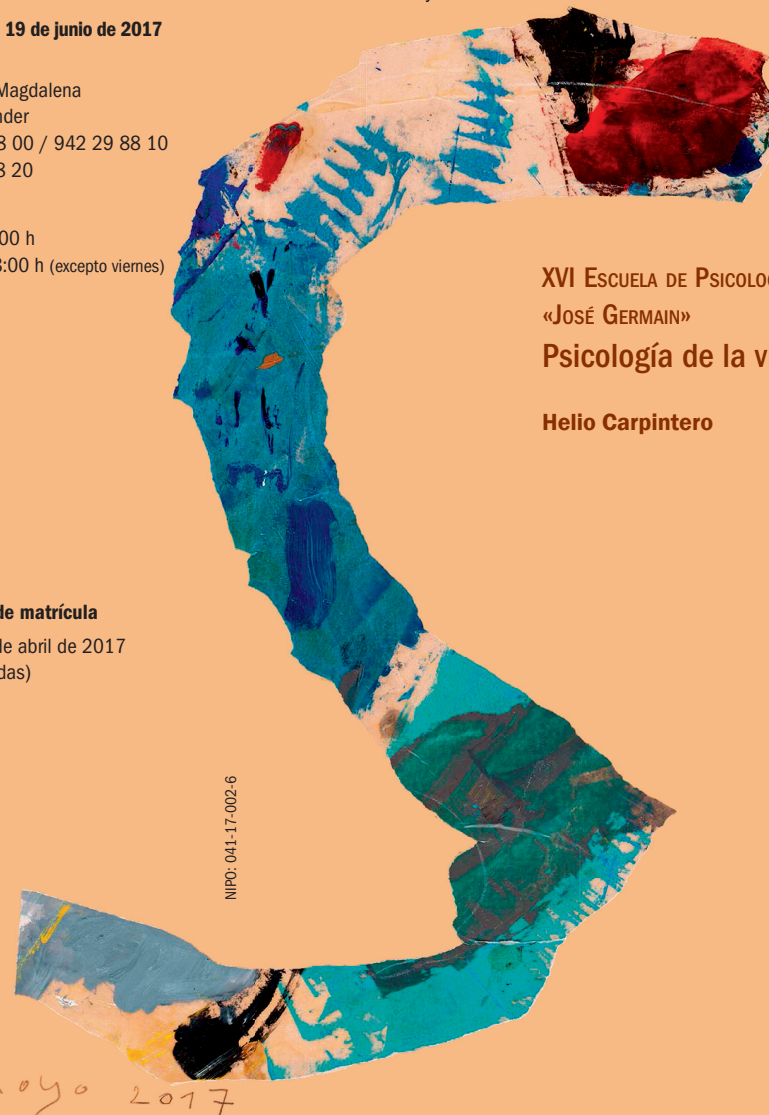 19 de junio de 2017
Magdalena
nder
8 00 / 942 29 88 10
8 20
00 h
8:00 h (excepto viernes)
XVI ESCUELA DE PSICOLO
«JOSÉ GERMAIN»
Psicología de la v
Helio Carpintero
de matrícula
de abril de 2017
das)
NIPO: 041-17-002-6
oyo 2017